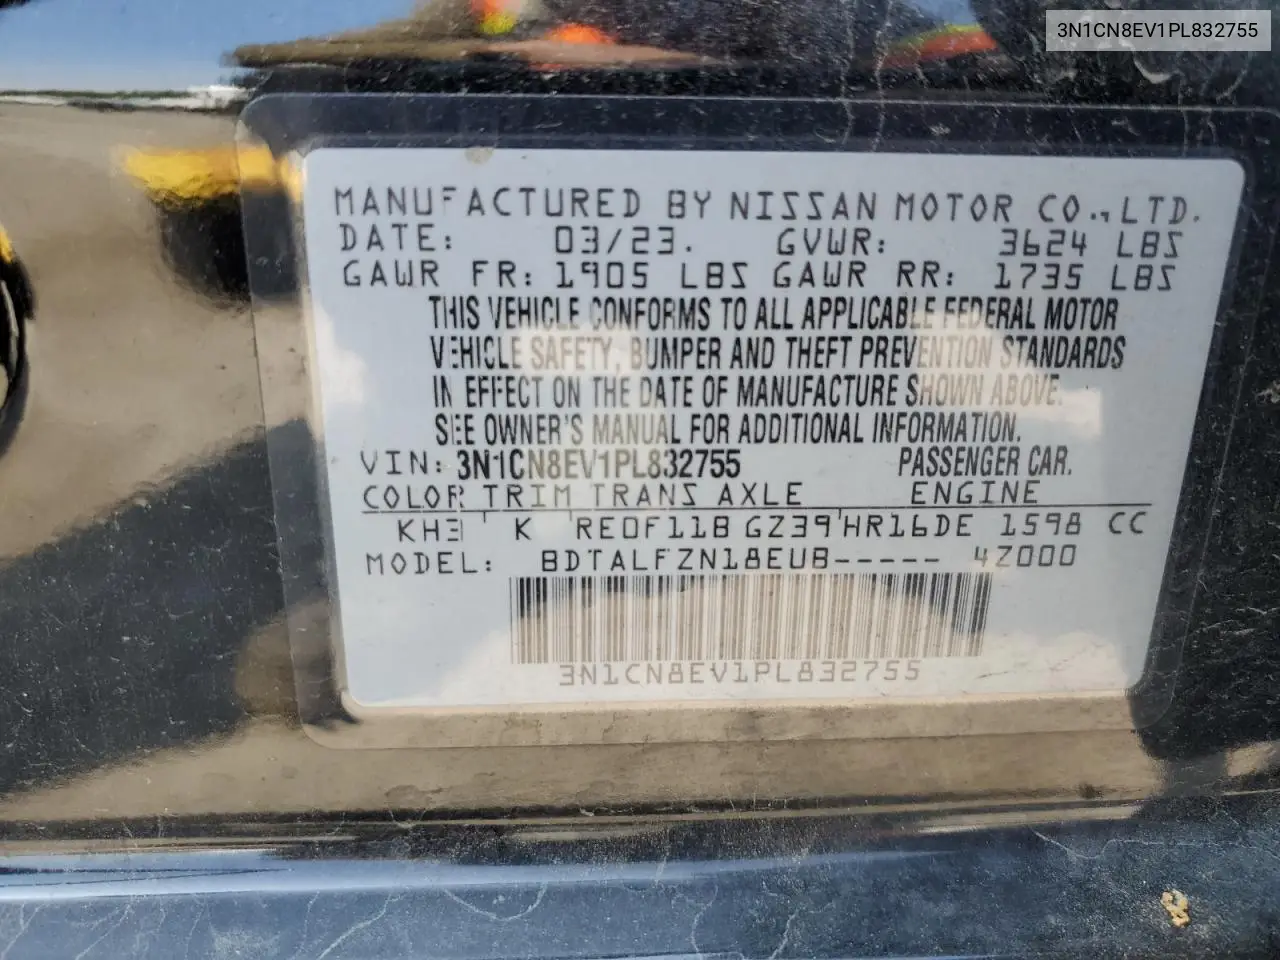 3N1CN8EV1PL832755
MANUFACTURED BY NISSAN MOTOR CO., LTD.
DATE: 03/23. GVWR: 3624 LBS
GAWR FR: 1905 LBS GAWR RR: 1735 LBS
THIS VEHICLE CONFORMS TO ALL APPLICABLE FEDERAL MOTOR
VEHICLE SAFETY, BUMPER AND THEFT PREVENTION STANDARDS
IN EFFECT ON THE DATE OF MANUFACTURE SHOWN ABOVE.
SEE OWNER'S MANUAL FOR ADDITIONAL INFORMATION.
VIN: 3N1CN8EV1PL832755 PASSENGER CAR.
COLOR TRIM TRANS AXLE ENGINE
KH3 K RE0F11B GZ39 HR16DE 1598 CC
MODEL: BDTALFZN18EUB----- 4Z000
3N1CN8EV1PL832755